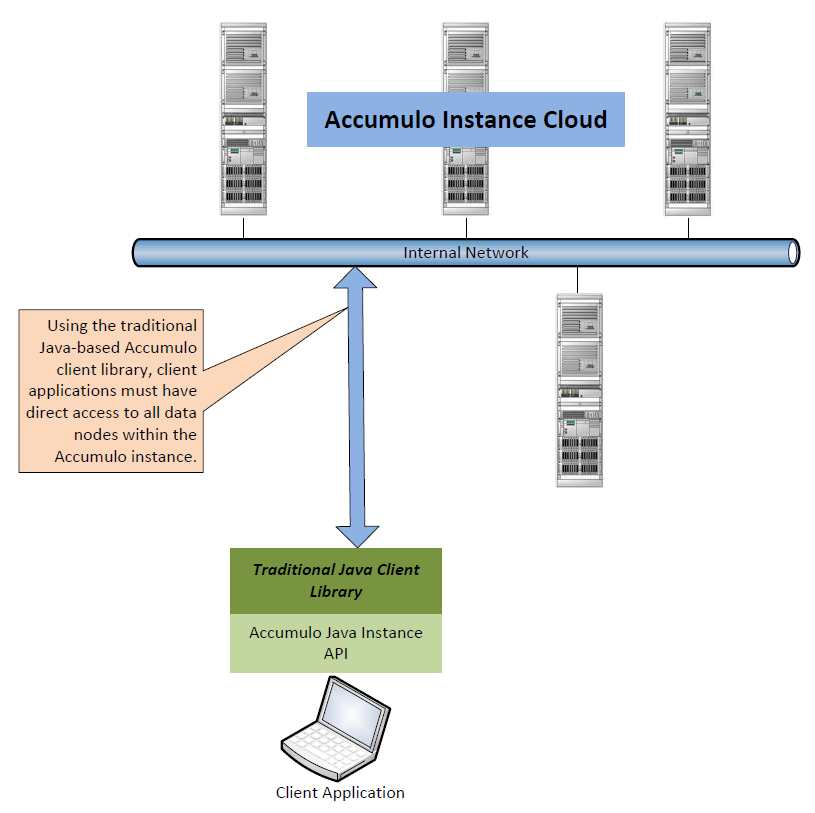 Accumulo Instance Cloud
Internal Network
Using the traditional
Java-based Accumulo
client library, client
applications must have
direct access to all data
nodes within the
Accumulo instance.
Traditional Java Client
Library
Accumulo Java Instance
API
Client Application